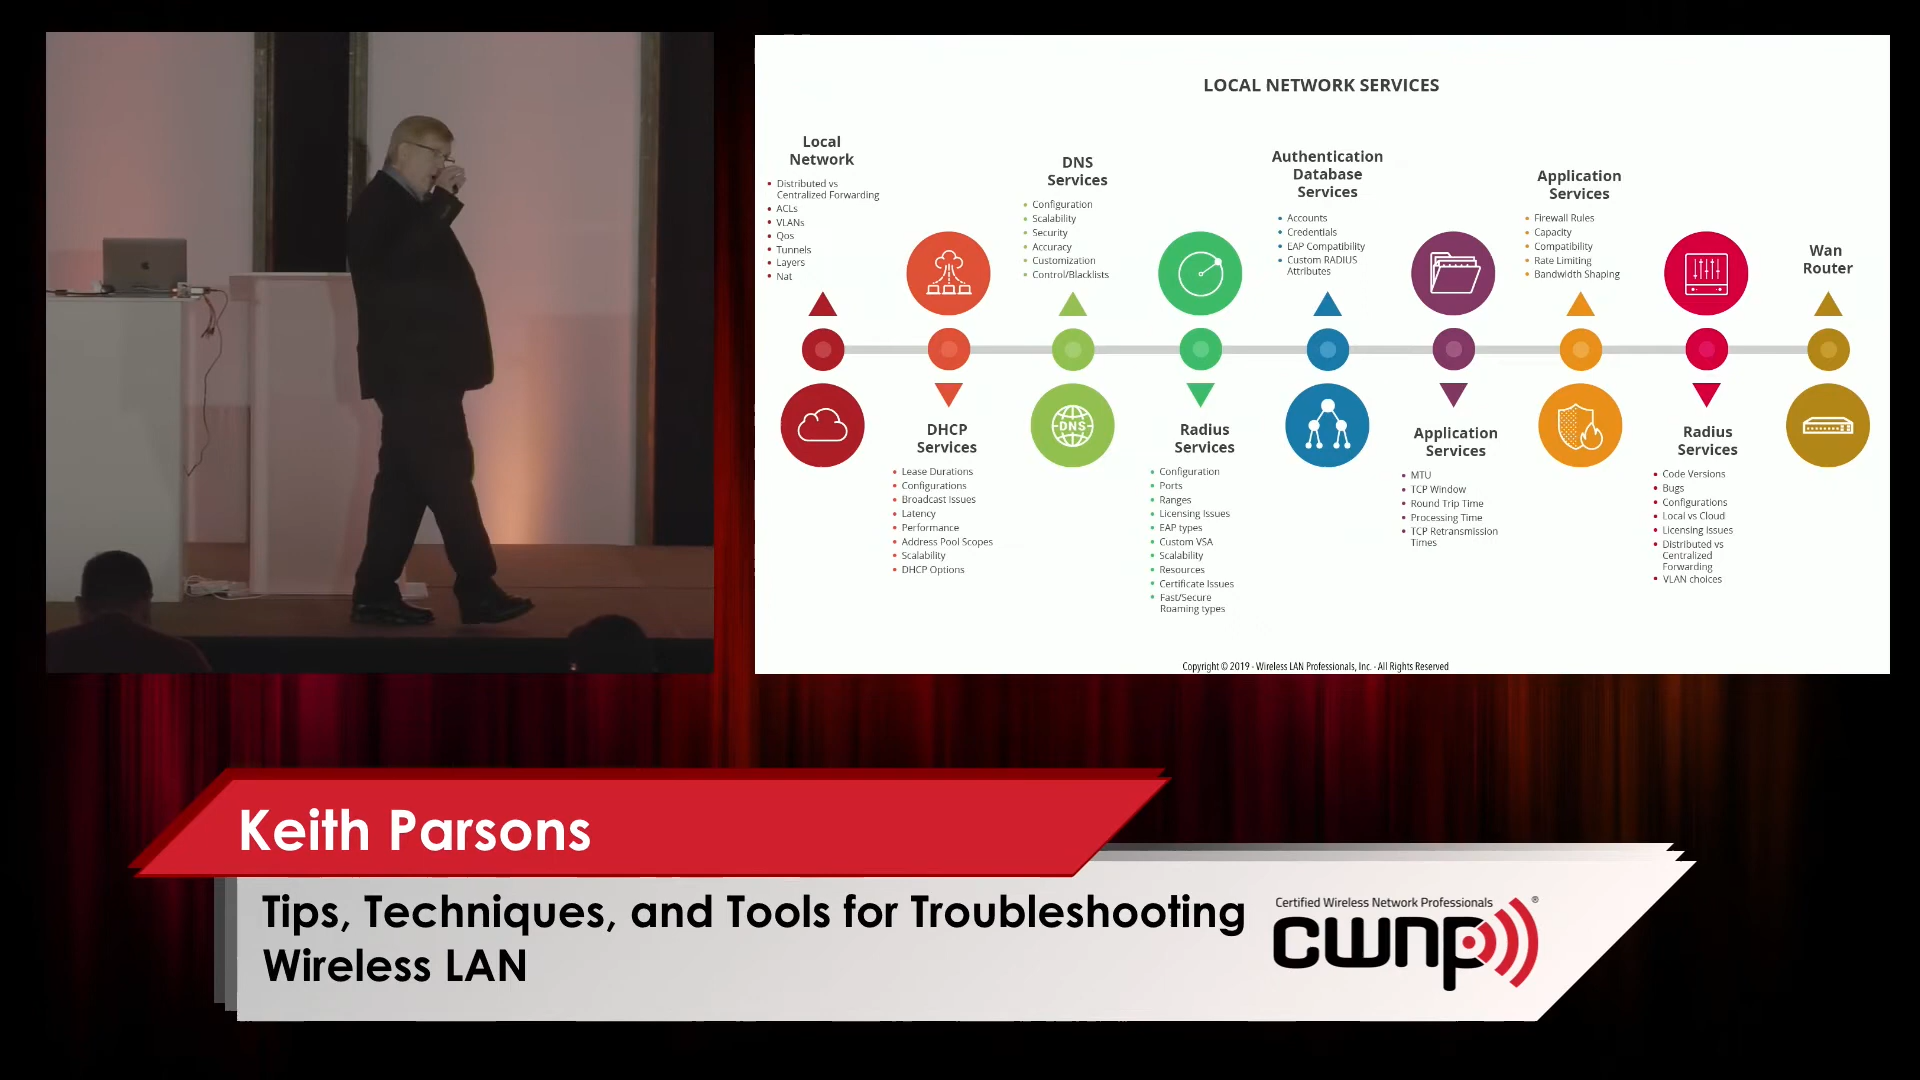 LOCAL NETWORK SERVICES
Local
Network
• Distributed vs
Centralized Forwarding
• ACLs
• VLANs
• Qos
• Tunnels
• Layers
• Nat
DHCP
Services
• Lease Durations
• Configurations
• Broadcast Issues
• Latency
• Performance
• Address Pool Scopes
• Scalability
• DHCP Options
DNS
Services
• Configuration
• Scalability
• Security
• Accuracy
• Customization
• Control/Blacklists
DNS
Radius
Services
• Configuration
• Ports
• Ranges
• Licensing Issues
• EAP types
• Custom VSA
• Scalability
• Resources
• Certificate Issues
• Fast/Secure
Roaming types
Authentication
Database
Services
• Accounts
• Credentials
• EAP Compatibility
• Custom RADIUS
Attributes
Application
Services
• MTU
• TCP Window
• Round Trip Time
• Processing Time
• TCP Retransmission
Times
Application
Services
• Firewall Rules
• Capacity
• Compatibility
• Rate Limiting
• Bandwidth Shaping
Radius
Services
• Code Versions
• Bugs
• Configurations
• Local vs Cloud
• Licensing Issues
• Distributed vs
Centralized
Forwarding
• VLAN choices
Wan
Router
Copyright © 2019 - Wireless LAN Professionals, Inc. - All Rights Reserved
Keith Parsons
Tips, Techniques, and Tools for Troubleshooting
Wireless LAN
Certified Wireless Network Professionals ®
cwnp